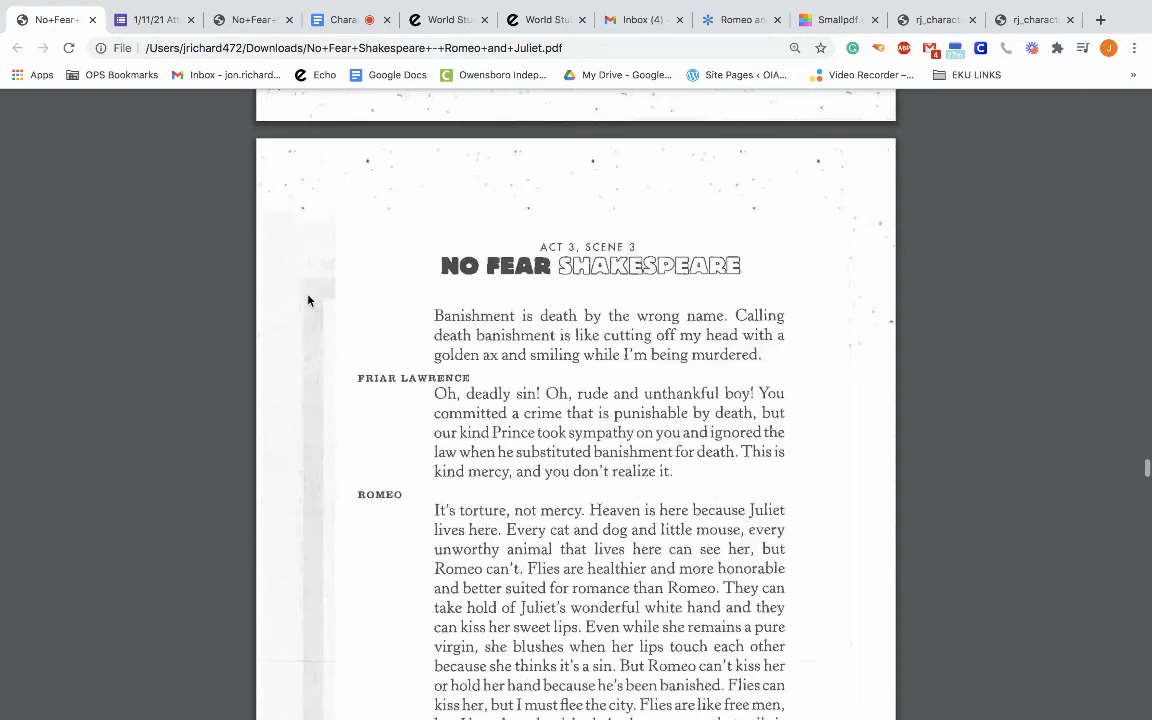 No+Fear+
1/11/21 Att
No+Fear+
Chara
World Stu
World Stu
Inbox (4)
Romeo an
Smallpdf.c
rj_charact
rj_charact
File
/Users/jrichard472/Downloads/No+Fear+Shakespeare+-+Romeo+and+Juliet.pdf
ABP
4
27m
C
J
Apps
OPS Bookmarks
Inbox - jon.richard...
Echo
Google Docs
Owensboro Indep...
My Drive - Google...
Site Pages ‹ OIA...
Video Recorder –...
EKU LINKS
»
ACT 3, SCENE 3
NO FEAR SHAKESPEARE
Banishment is death by the wrong name. Calling
death banishment is like cutting off my head with a
golden ax and smiling while I'm being murdered.
FRIAR LAWRENCE
Oh, deadly sin! Oh, rude and unthankful boy! You
committed a crime that is punishable by death, but
our kind Prince took sympathy on you and ignored the
law when he substituted banishment for death. This is
kind mercy, and you don't realize it.
ROMEO
It's torture, not mercy. Heaven is here because Juliet
lives here. Every cat and dog and little mouse, every
unworthy animal that lives here can see her, but
Romeo can't. Flies are healthier and more honorable
and better suited for romance than Romeo. They can
take hold of Juliet's wonderful white hand and they
can kiss her sweet lips. Even while she remains a pure
virgin, she blushes when her lips touch each other
because she thinks it's a sin. But Romeo can't kiss her
or hold her hand because he's been banished. Flies can
kiss her, but I must flee the city. Flies are like free men,